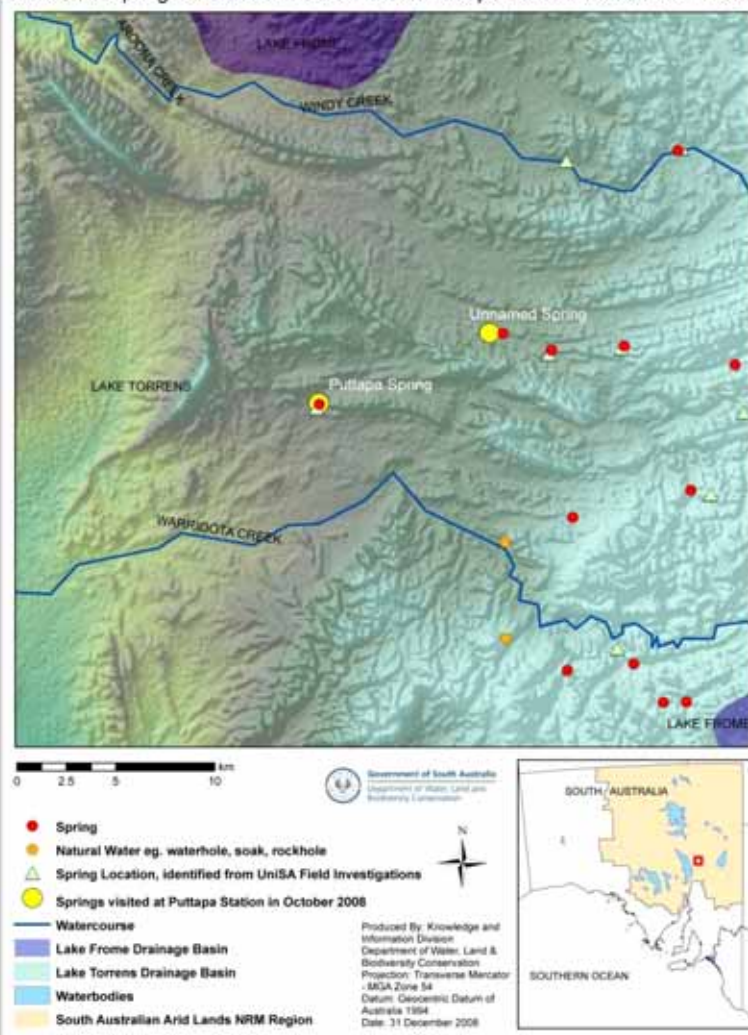 LAKE FROME
AROONA CREEK
WINDY CREEK
Unnamed Spring
LAKE TORRENS
Puttapa Spring
WARRIOOTA CREEK
LAKE FROME
km
0 2.5 5 10
Government of South Australia
Department of Water, Land and
Biodiversity Conservation
Spring
Natural Water eg. waterhole, soak, rockhole
Spring Location, identified from UniSA Field Investigations
Springs visited at Puttapa Station in October 2008
Watercourse
Lake Frome Drainage Basin
Lake Torrens Drainage Basin
Waterbodies
South Australian Arid Lands NRM Region
N
Produced By: Knowledge and
Information Division
Department of Water, Land &
Biodiversity Conservation
Projection: Transverse Mercator
- MGA Zone 54
Datum: Geocentric Datum of
Australia 1994
Date: 31 December 2008
SOUTH AUSTRALIA
SOUTHERN OCEAN